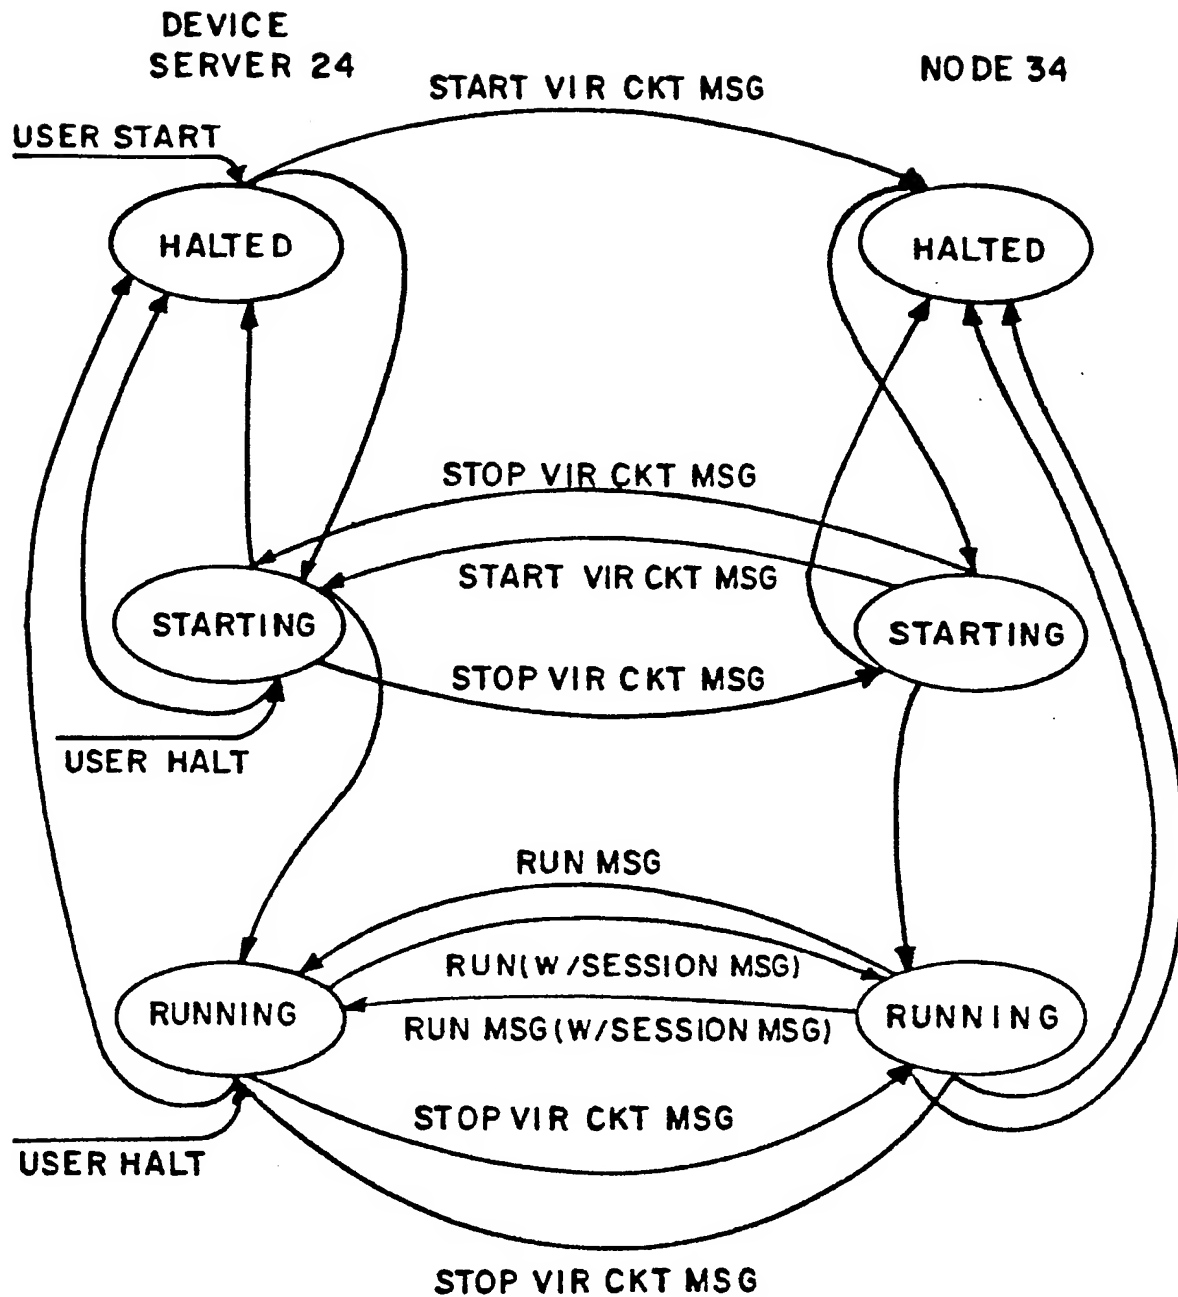 DEVICE
SERVER 24
NODE 34
START VIR CKT MSG
USER START
HALTED
HALTED
STOP VIR CKT MSG
START VIR CKT MSG
STARTING
STARTING
STOP VIR CKT MSG
USER HALT
RUN MSG
RUN(W/SESSION MSG)
RUNNING
RUNNING
RUN MSG(W/SESSION MSG)
STOP VIR CKT MSG
USER HALT
STOP VIR CKT MSG